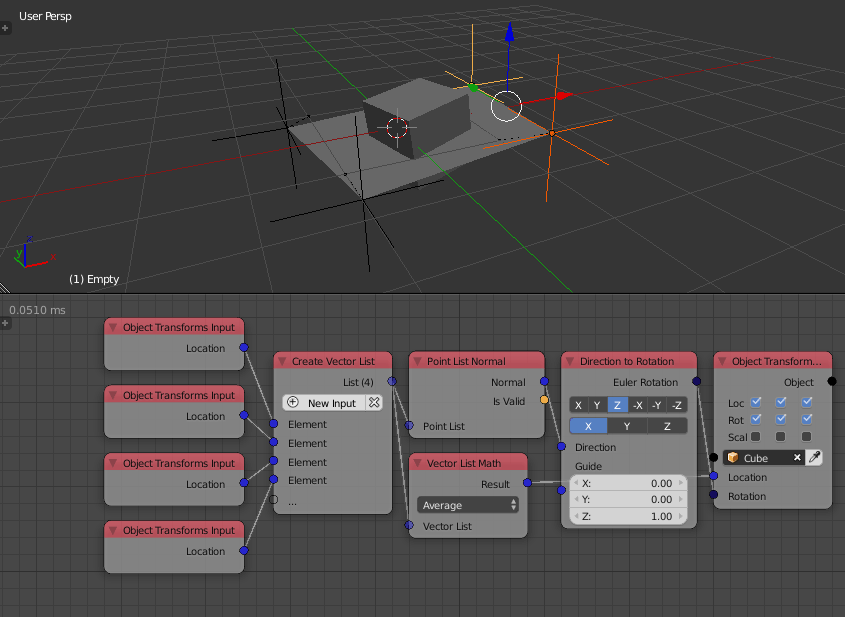 User Persp
(1) Empty
0.0510 ms
Object Transforms Input
Location
Object Transforms Input
Location
Object Transforms Input
Location
Object Transforms Input
Location
Create Vector List
List (4)
New Input
Element
Element
Element
Element
...
Point List Normal
Normal
Is Valid
Point List
Vector List Math
Result
Average
Vector List
Direction to Rotation
Euler Rotation
X Y Z -X -Y -Z
X Y Z
Direction
Guide
X: 0.00
Y: 0.00
Z: 1.00
Object Transform...
Object
Loc
Rot
Scal
Cube
Location
Rotation